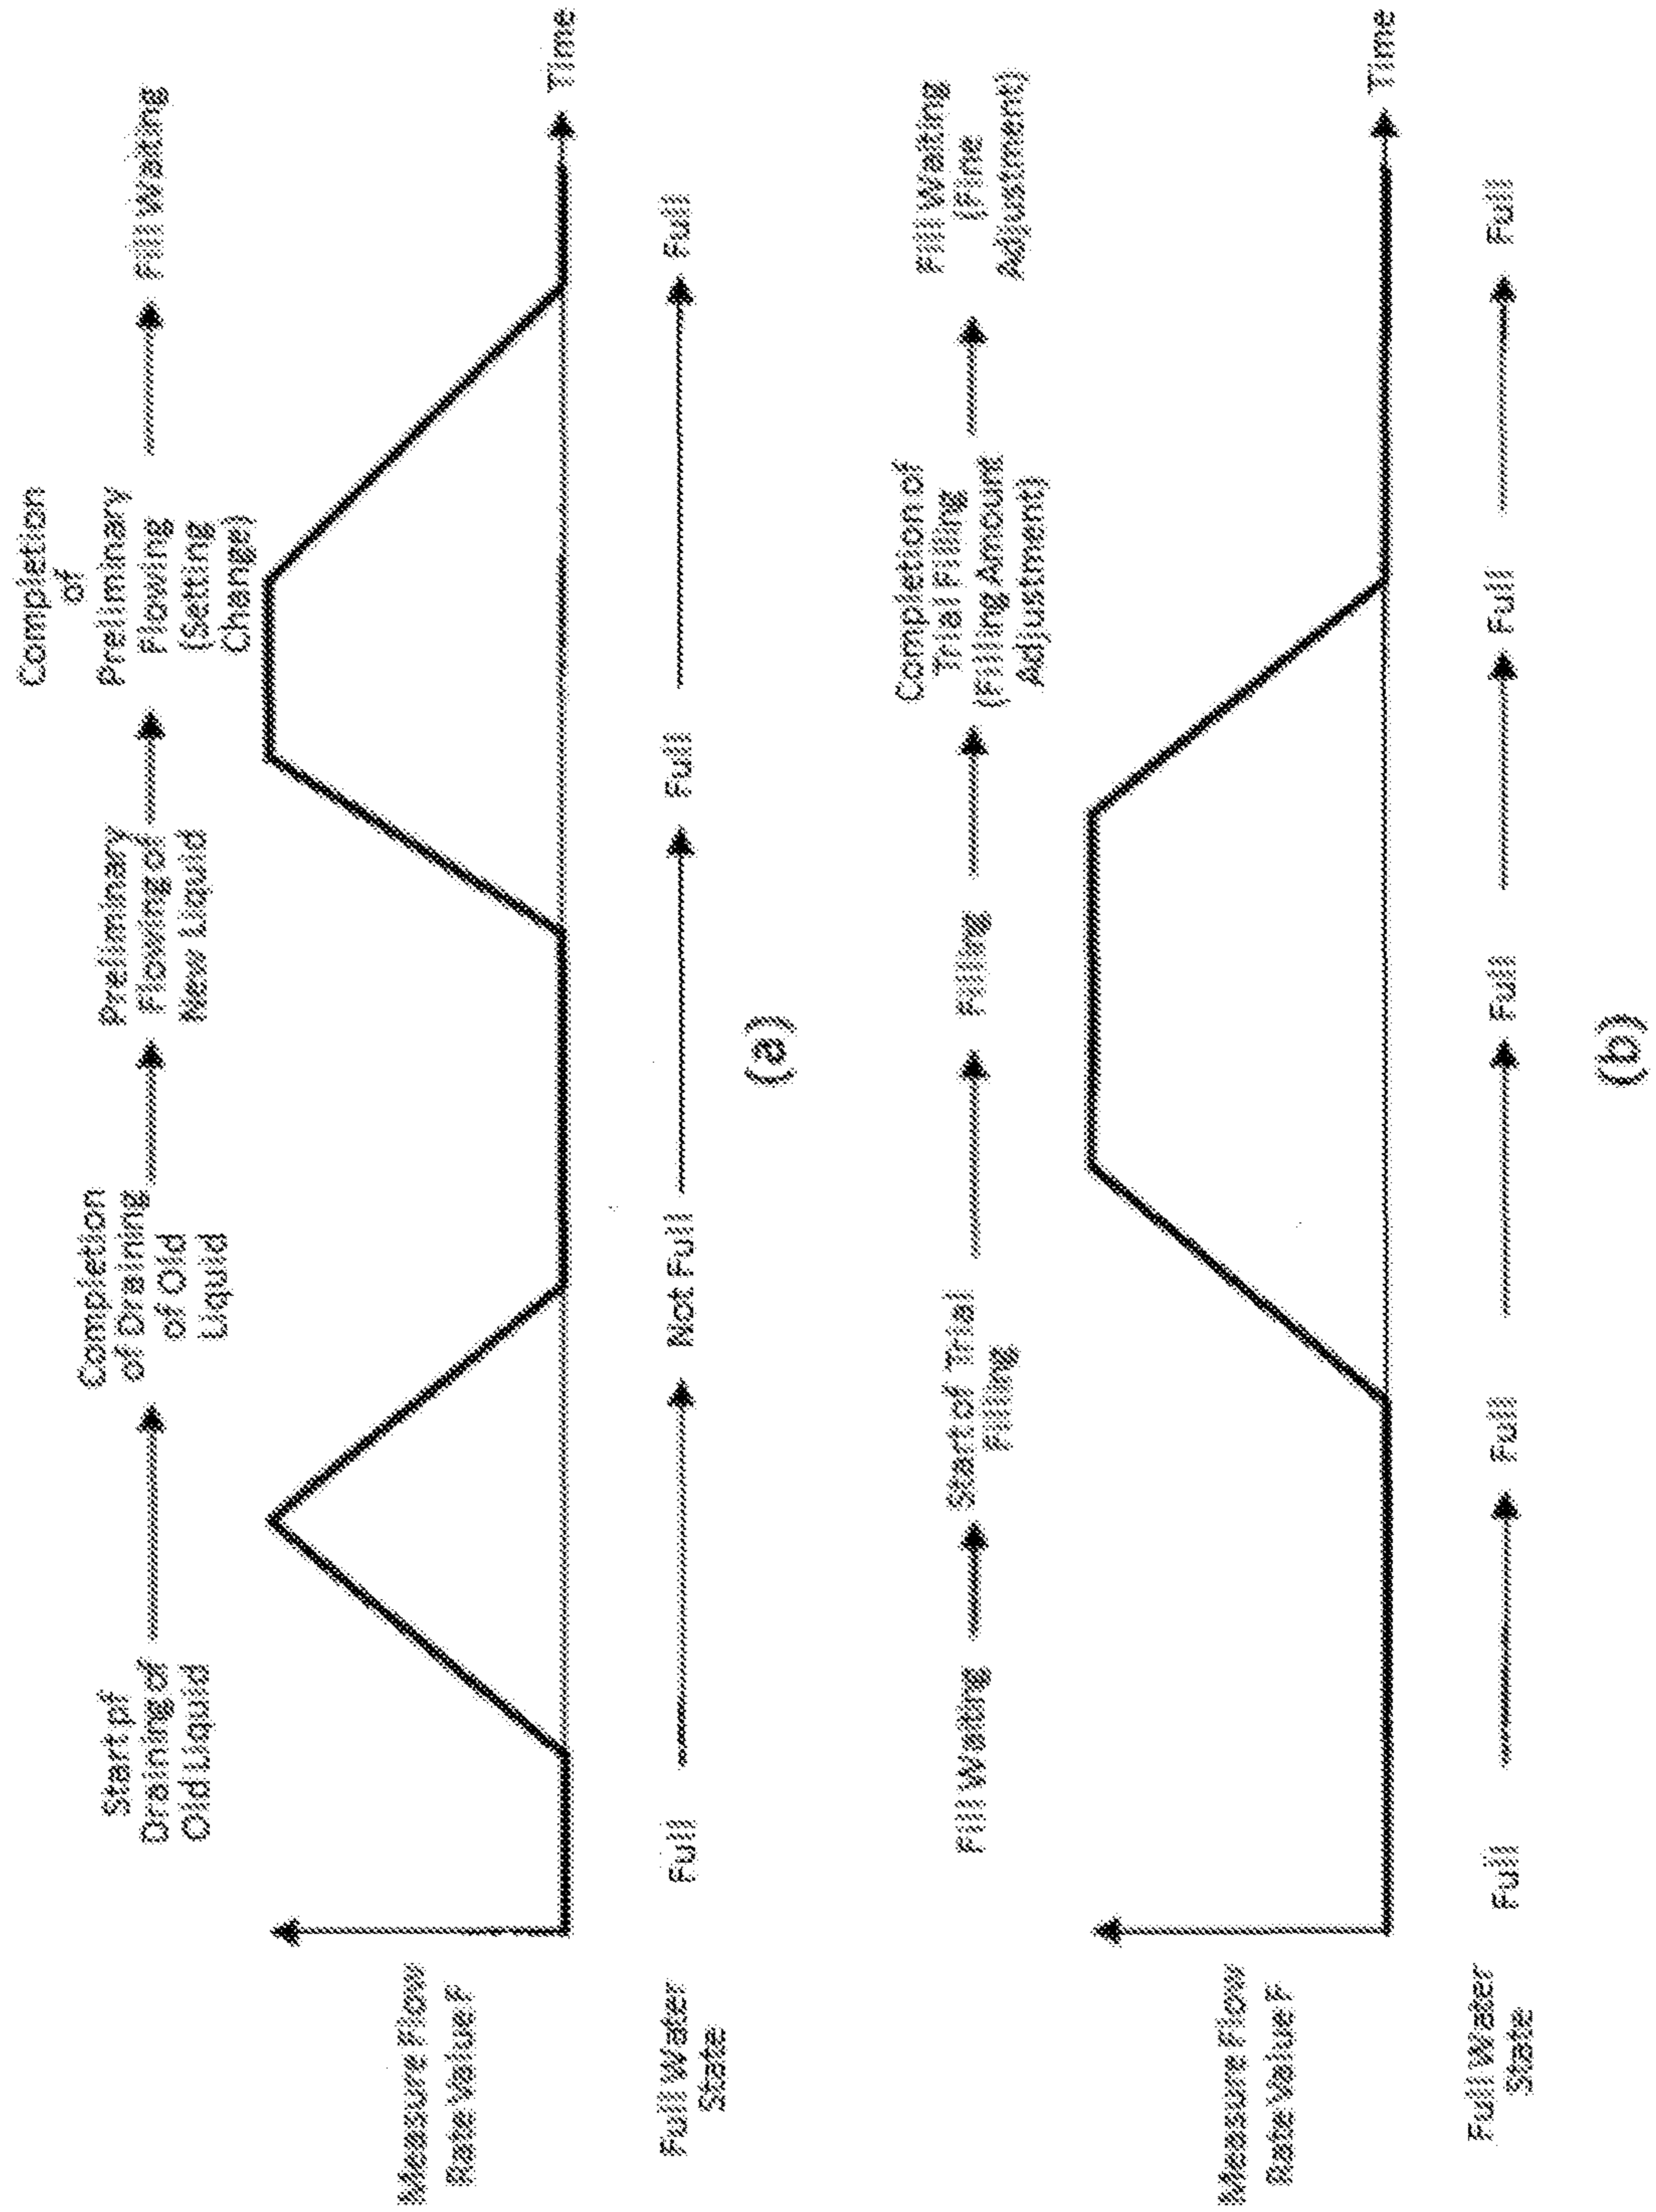 Start pf
Draining of
Old Liquid
Completion
of Draining
of Old
Liquid
Preliminary
Flowing of
New Liquid
Completion
of
Preliminary
Flowing
(Setting
Change)
Fill Waiting
Measure Flow
Rate Value F
Time
Full Water
State
Full
Not Full
Full
Full
(a)
Fill Waiting
Start of Trial
Filling
Filling
Completion of
Trial Filling
(Filling Amount
Adjustment)
Fill Waiting
(Fine
Adjustment)
Measure Flow
Rate Value F
Time
Full Water
State
Full
Full
Full
Full
Full
(b)